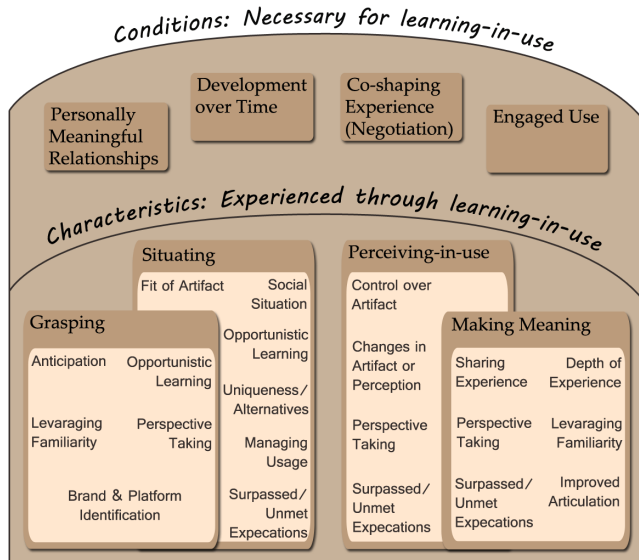 Conditions: Necessary for learning-in-use
Personally
Meaningful
Relationships
Development
over Time
Co-shaping
Experience
(Negotiation)
Engaged Use
Characteristics: Experienced through learning-in-use
Grasping
Anticipation
Opportunistic
Learning
Levaraging
Familiarity
Perspective
Taking
Brand & Platform
Identification
Situating
Fit of Artifact
Social
Situation
Opportunistic
Learning
Uniqueness/
Alternatives
Managing
Usage
Surpassed/
Unmet
Expecations
Perceiving-in-use
Control over
Artifact
Changes in
Artifact or
Perception
Perspective
Taking
Surpassed/
Unmet
Expecations
Making Meaning
Sharing
Experience
Depth of
Experience
Perspective
Taking
Levaraging
Familiarity
Surpassed/
Unmet
Expecations
Improved
Articulation